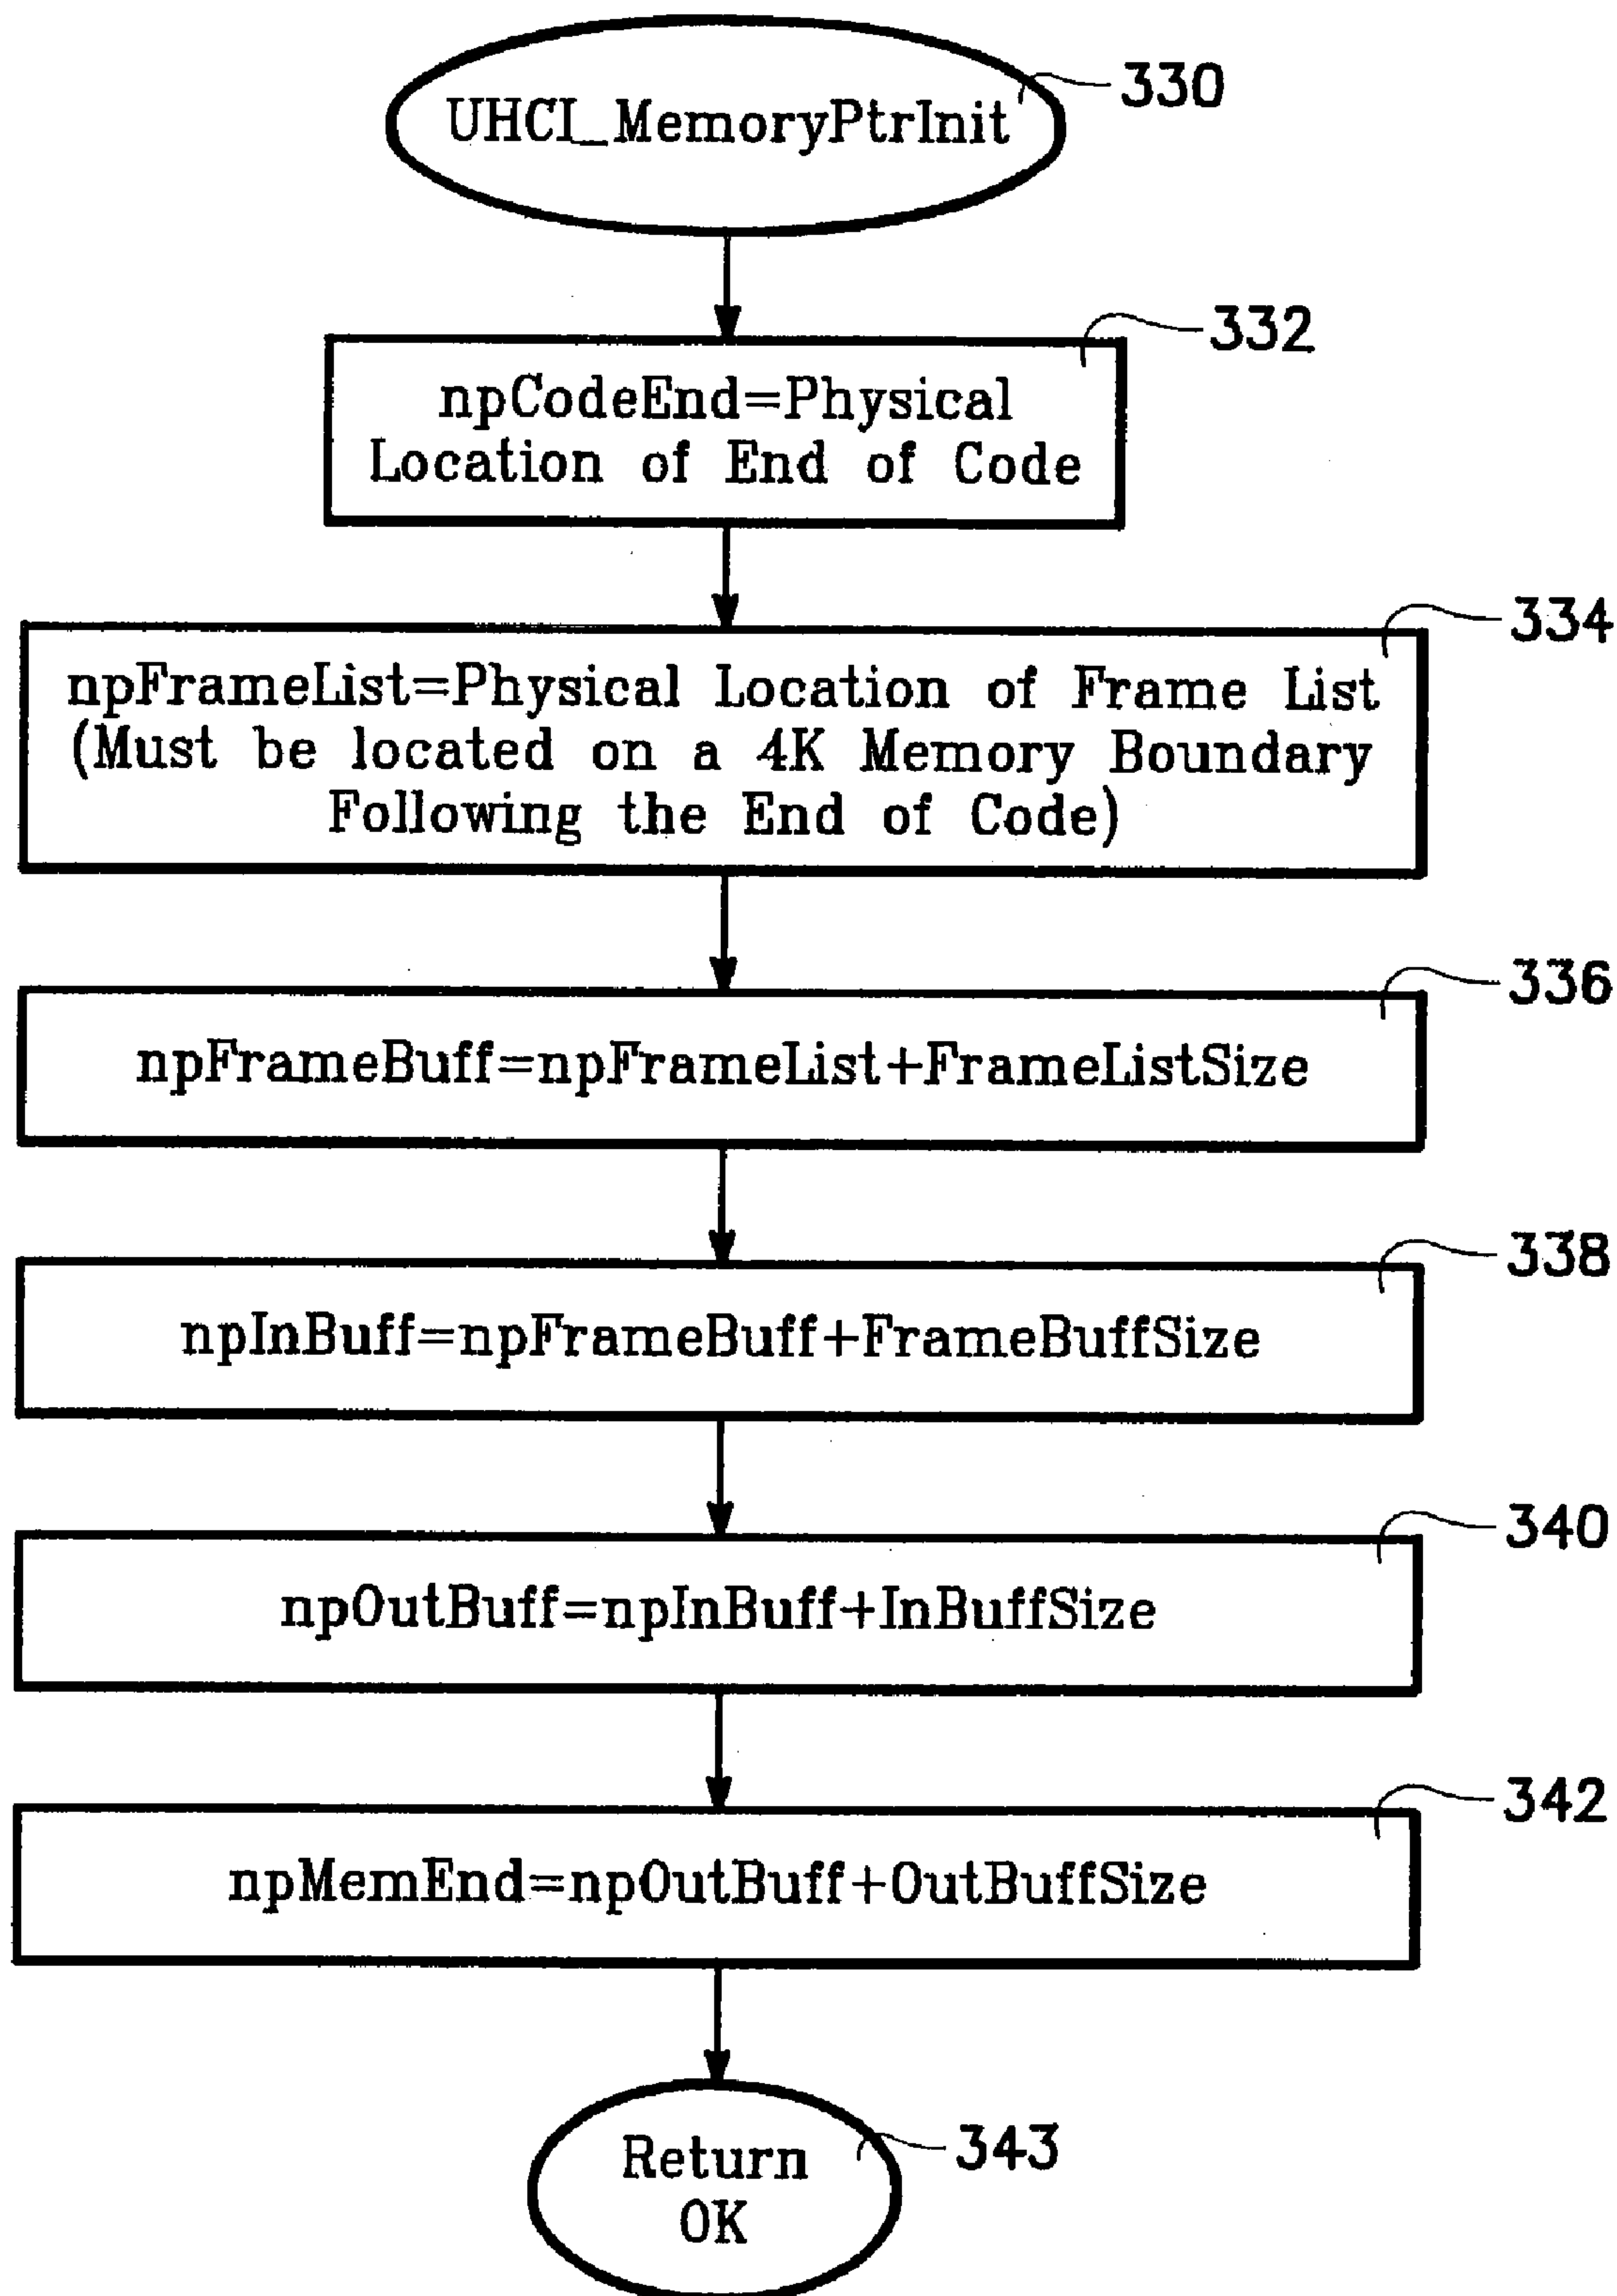 UHCI_MemoryPtrInit
330
npCodeEnd=Physical
Location of End of Code
332
npFrameList=Physical Location of Frame List
(Must be located on a 4K Memory Boundary
Following the End of Code)
334
npFrameBuff=npFrameList+FrameListSize
336
npInBuff=npFrameBuff+FrameBuffSize
338
npOutBuff=npInBuff+InBuffSize
340
npMemEnd=npOutBuff+OutBuffSize
342
Return
OK
343